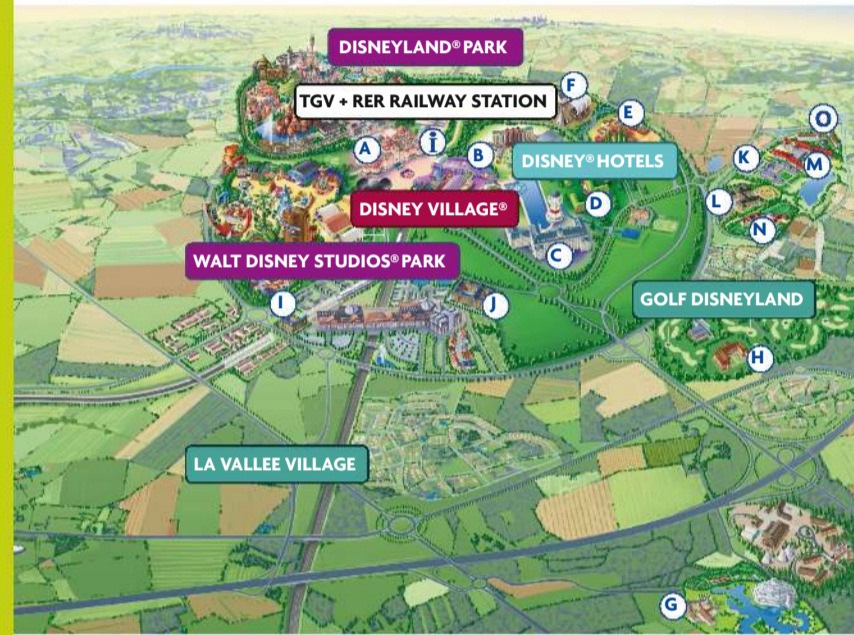 DISNEYLAND® PARK
F
TGV + RER RAILWAY STATION
E
O
i
A
B
DISNEY® HOTELS
K
M
L
D
DISNEY VILLAGE®
N
C
WALT DISNEY STUDIOS® PARK
I
J
GOLF DISNEYLAND
H
LA VALLEE VILLAGE
G